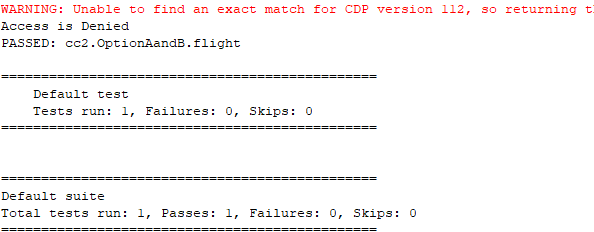 WARNING: Unable to find an exact match for CDP version 112, so returning
Access is Denied
PASSED: cc2.OptionAandB.flight
===============================================
Default test
Tests run: 1, Failures: 0, Skips: 0
===============================================
===============================================
Default suite
Total tests run: 1, Passes: 1, Failures: 0, Skips: 0
===============================================